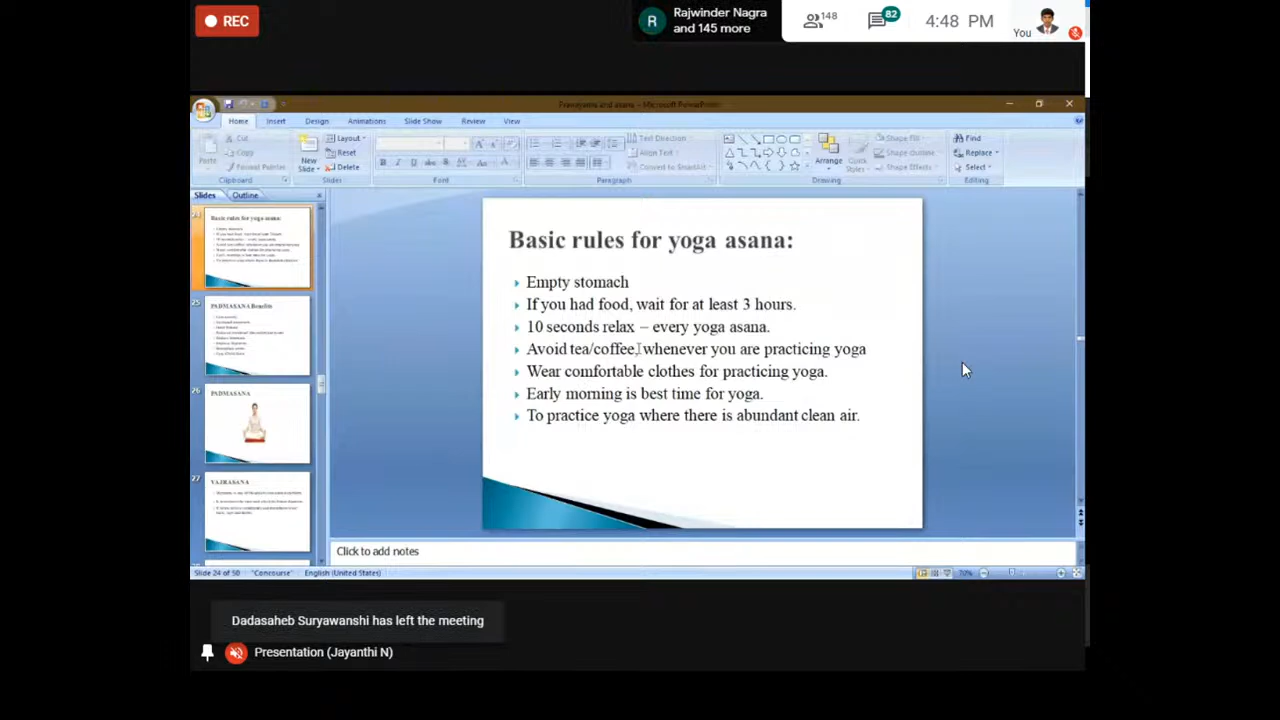 REC
R
Rajwinder Nagra
and 145 more
148
82
4:48 PM
You
Pranayama and asana - Microsoft PowerPoint
Home Insert Design Animations Slide Show Review View
Cut
Copy
Format Painter
Paste
Clipboard
New
Slide
Layout
Reset
Delete
Slides
Font
Text Direction
Align Text
Convert to SmartArt
Paragraph
Arrange
Quick
Styles
Shape Fill
Shape Outline
Shape Effects
Drawing
Find
Replace
Select
Editing
Slides Outline
24
Basic rules for yoga asana:
25
PADMASANA Benefits
26
PADMASANA
27
VAJRASANA
Basic rules for yoga asana:
Empty stomach
If you had food, wait for at least 3 hours.
10 seconds relax – every yoga asana.
Avoid tea/coffee, whenever you are practicing yoga
Wear comfortable clothes for practicing yoga.
Early morning is best time for yoga.
To practice yoga where there is abundant clean air.
Click to add notes
Slide 24 of 50 "Concourse" English (United States)
70%
Dadasaheb Suryawanshi has left the meeting
Presentation (Jayanthi N)